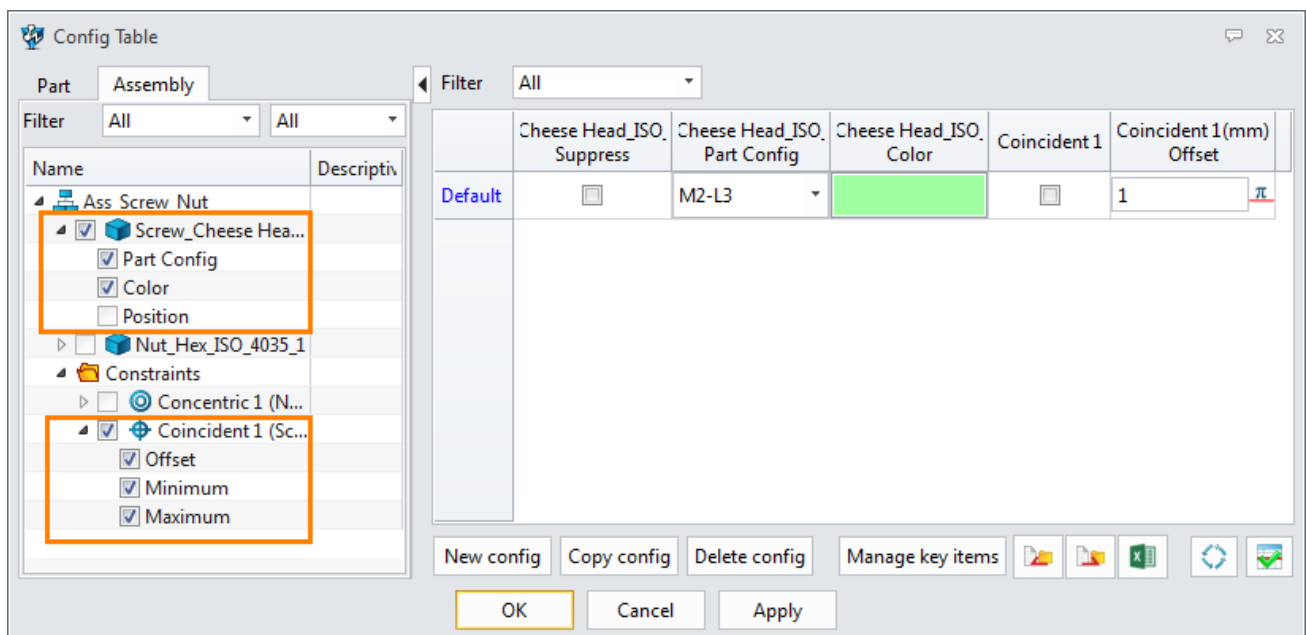 Config Table
Part Assembly
Filter All All
Name Descriptiv
Ass_Screw_Nut
Screw_Cheese Hea...
Part Config
Color
Position
Nut_Hex_ISO_4035_1
Constraints
Concentric 1 (N...
Coincident 1 (Sc...
Offset
Minimum
Maximum
Filter All
Cheese Head_ISO_ Suppress
Cheese Head_ISO_ Part Config
Cheese Head_ISO_ Color
Coincident 1
Coincident 1(mm) Offset
Default M2-L3 1 π
New config Copy config Delete config Manage key items
OK Cancel Apply